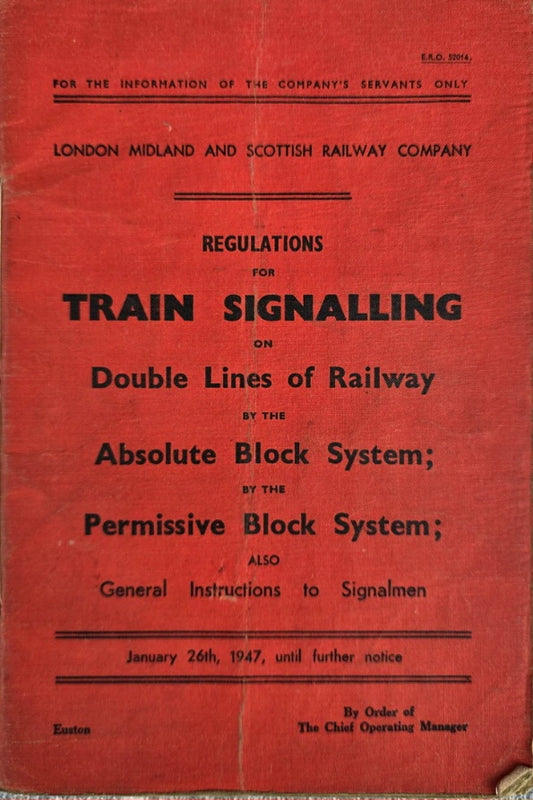 E.R.O. 52014.
FOR THE INFORMATION OF THE COMPANY'S SERVANTS ONLY
LONDON MIDLAND AND SCOTTISH RAILWAY COMPANY
REGULATIONS
FOR
TRAIN SIGNALLING
ON
Double Lines of Railway
BY THE
Absolute Block System;
BY THE
Permissive Block System;
ALSO
General Instructions to Signalmen
January 26th, 1947, until further notice
By Order of
Euston The Chief Operating Manager